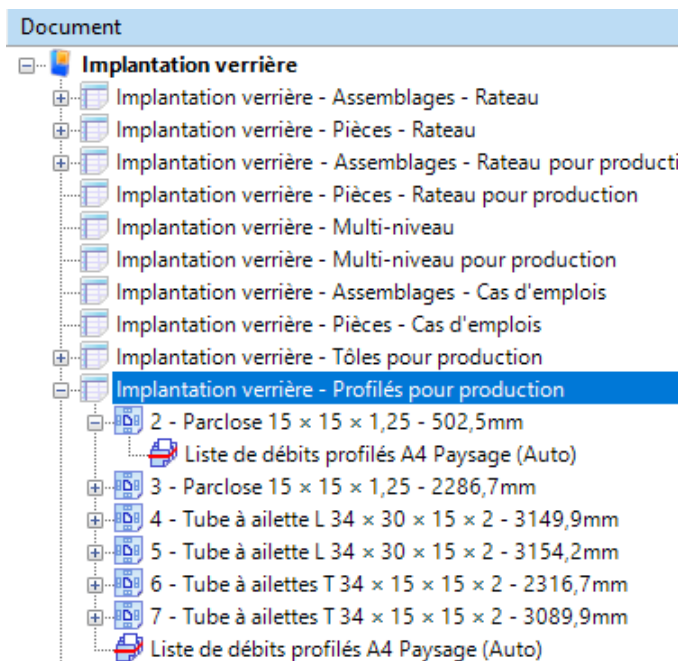 Document
Implantation verrière
Implantation verrière - Assemblages - Rateau
Implantation verrière - Pièces - Rateau
Implantation verrière - Assemblages - Rateau pour producti
Implantation verrière - Pièces - Rateau pour production
Implantation verrière - Multi-niveau
Implantation verrière - Multi-niveau pour production
Implantation verrière - Assemblages - Cas d'emplois
Implantation verrière - Pièces - Cas d'emplois
Implantation verrière - Tôles pour production
Implantation verrière - Profilés pour production
2 - Parclose 15 × 15 × 1,25 - 502,5mm
Liste de débits profilés A4 Paysage (Auto)
3 - Parclose 15 × 15 × 1,25 - 2286,7mm
4 - Tube à ailette L 34 × 30 × 15 × 2 - 3149,9mm
5 - Tube à ailette L 34 × 30 × 15 × 2 - 3154,2mm
6 - Tube à ailettes T 34 × 15 × 15 × 2 - 2316,7mm
7 - Tube à ailettes T 34 × 15 × 15 × 2 - 3089,9mm
Liste de débits profilés A4 Paysage (Auto)